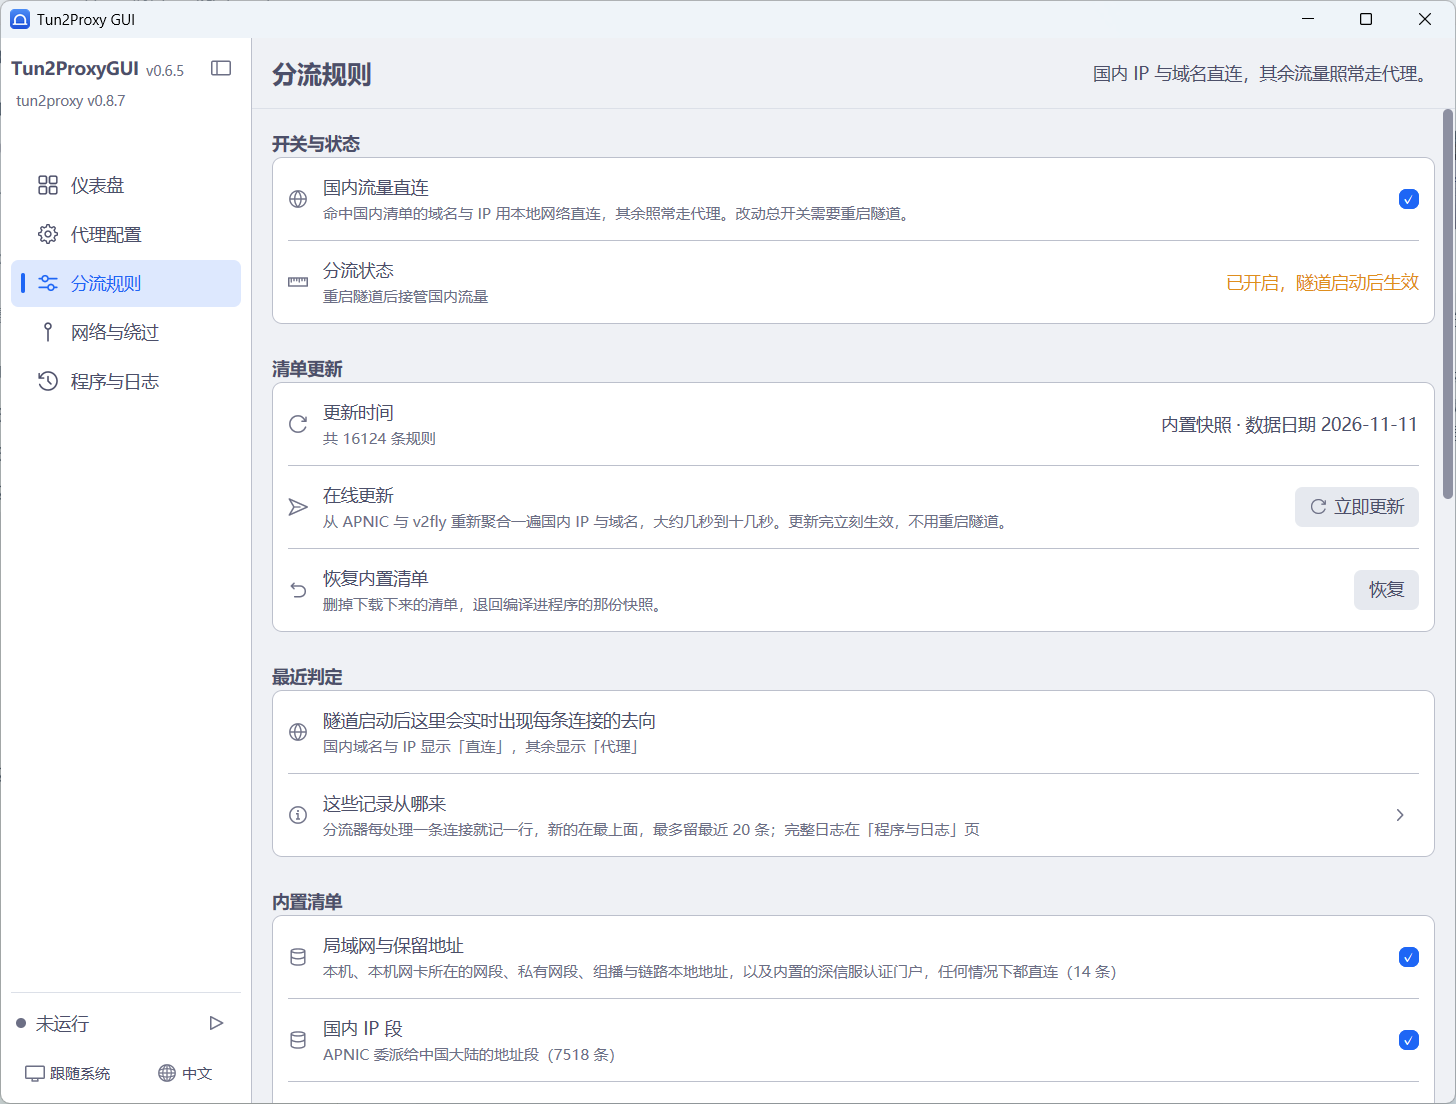 Tun2Proxy GUI
Tun2ProxyGUI v0.6.5
tun2proxy v0.8.7
仪表盘
代理配置
分流规则
网络与绕过
程序与日志
未运行
跟随系统
中文
分流规则
国内 IP 与域名直连，其余流量照常走代理。
开关与状态
国内流量直连
命中国内清单的域名与 IP 用本地网络直连，其余照常走代理。改动总开关需要重启隧道。
分流状态
重启隧道后接管国内流量
已开启，隧道启动后生效
清单更新
更新时间
共 16124 条规则
内置快照 · 数据日期 2026-11-11
在线更新
从 APNIC 与 v2fly 重新聚合一遍国内 IP 与域名，大约几秒到十几秒。更新完立刻生效，不用重启隧道。
立即更新
恢复内置清单
删掉下载下来的清单，退回编译进程序的那份快照。
恢复
最近判定
隧道启动后这里会实时出现每条连接的去向
国内域名与 IP 显示「直连」，其余显示「代理」
这些记录从哪来
分流器每处理一条连接就记一行，新的在最上面，最多留最近 20 条；完整日志在「程序与日志」页
内置清单
局域网与保留地址
本机、本机网卡所在的网段、私有网段、组播与链路本地地址，以及内置的深信服认证门户，任何情况下都直连（14 条）
国内 IP 段
APNIC 委派给中国大陆的地址段（7518 条）